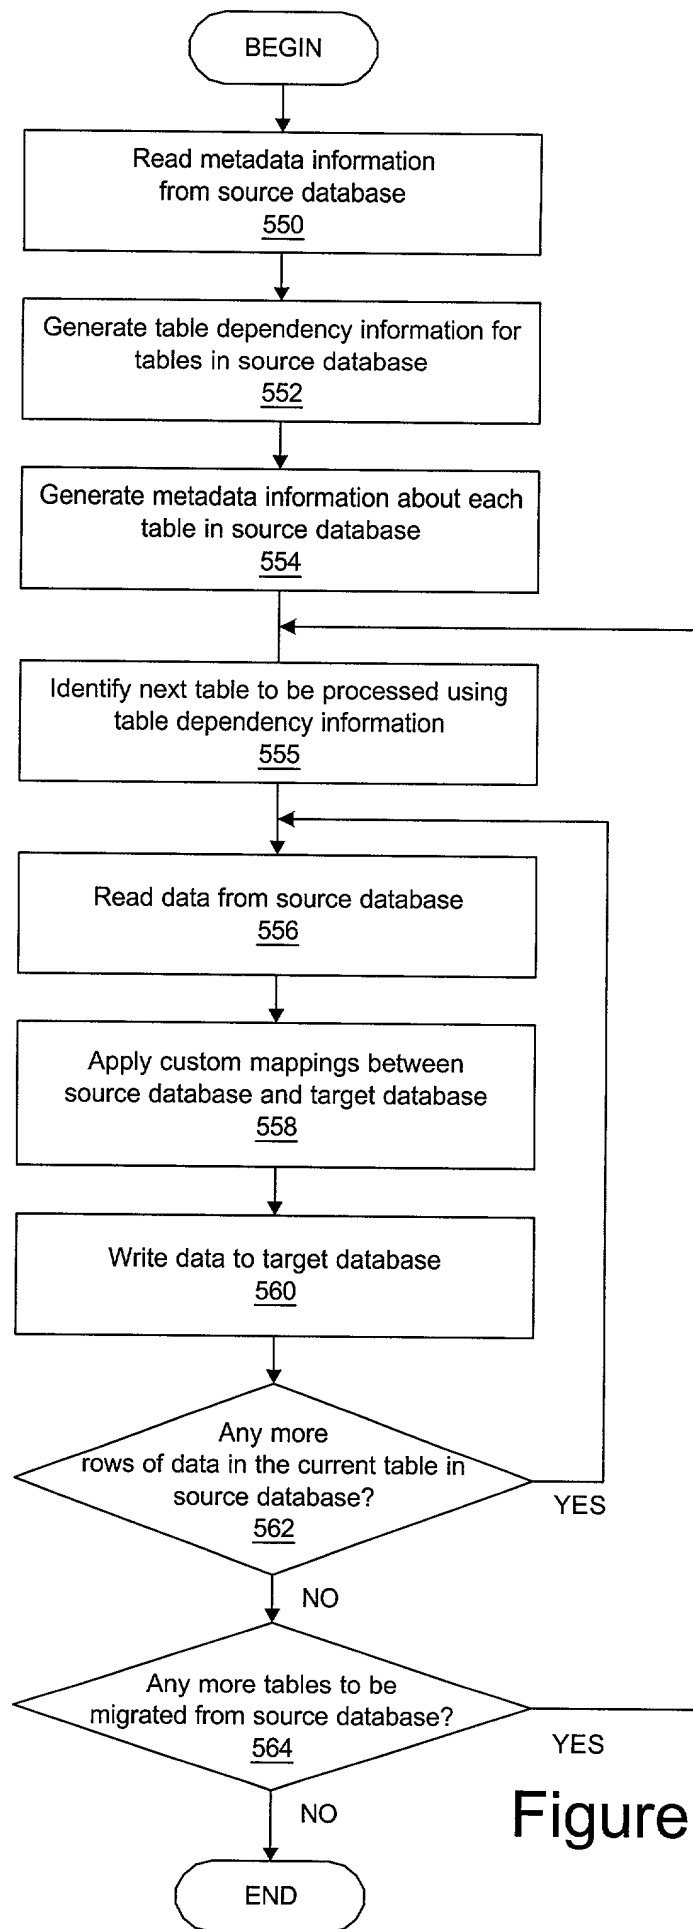 BEGIN
Read metadata information
from source database
550
Generate table dependency information for
tables in source database
552
Generate metadata information about each
table in source database
554
Identify next table to be processed using
table dependency information
555
Read data from source database
556
Apply custom mappings between
source database and target database
558
Write data to target database
560
Any more
rows of data in the current table in
source database?
562
YES
NO
Any more tables to be
migrated from source database?
564
YES
NO
Figure
END